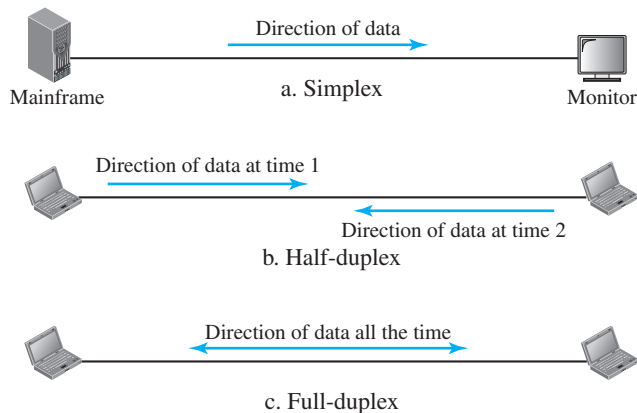 Direction of data
Mainframe
a. Simplex
Monitor
Direction of data at time 1
Direction of data at time 2
b. Half-duplex
Direction of data all the time
c. Full-duplex